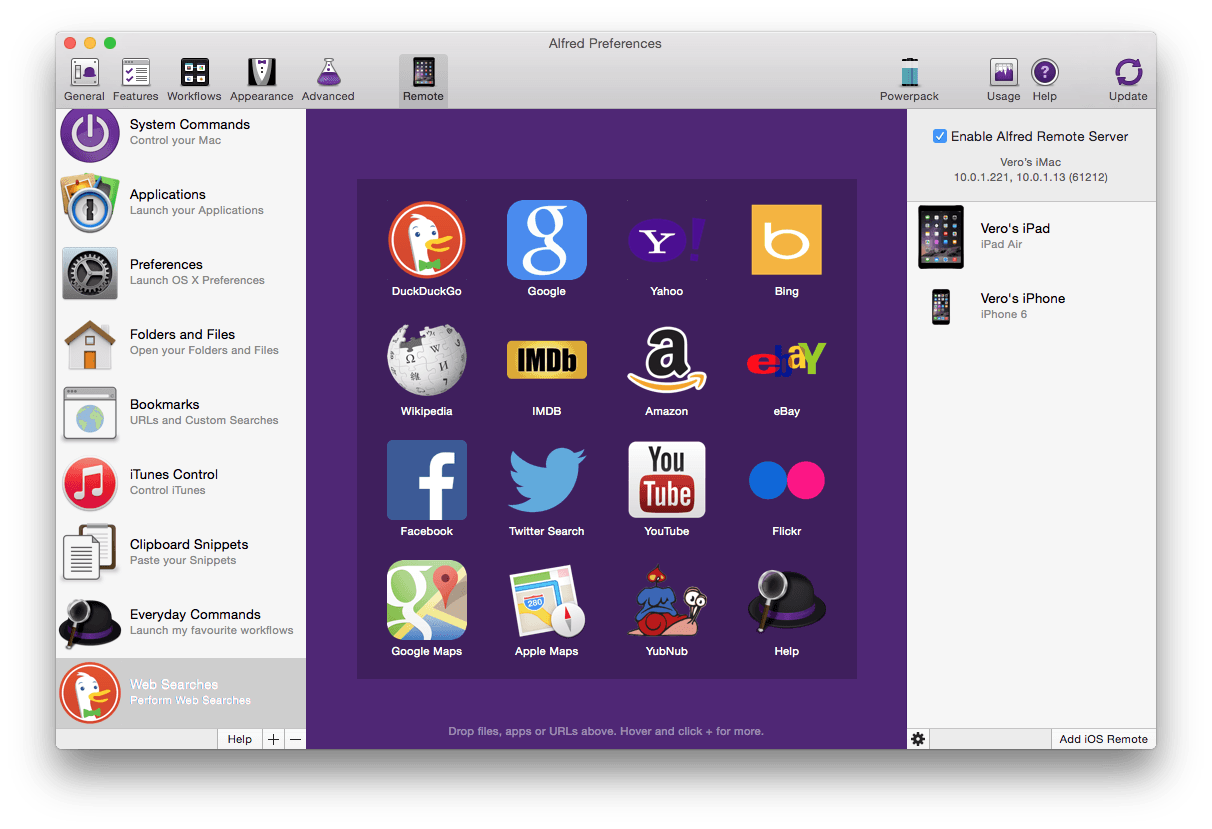 Alfred Preferences
General
Features
Workflows
Appearance
Advanced
Remote
Powerpack
Usage
Help
Update
System Commands
Control your Mac
Applications
Launch your Applications
Preferences
Launch OS X Preferences
Folders and Files
Open your Folders and Files
Bookmarks
URLs and Custom Searches
iTunes Control
Control iTunes
Clipboard Snippets
Paste your Snippets
Everyday Commands
Launch my favourite workflows
Web Searches
Perform Web Searches
Help
DuckDuckGo
g
Google
Y!
Yahoo
b
Bing
Wikipedia
IMDb
IMDB
a
Amazon
ebaY
eBay
f
Facebook
Twitter Search
You
Tube
YouTube
Flickr
g
Google Maps
280
Apple Maps
YubNub
Help
Drop files, apps or URLs above. Hover and click + for more.
Enable Alfred Remote Server
Vero's iMac
10.0.1.221, 10.0.1.13 (61212)
Vero's iPad
iPad Air
Vero's iPhone
iPhone 6
Add iOS Remote